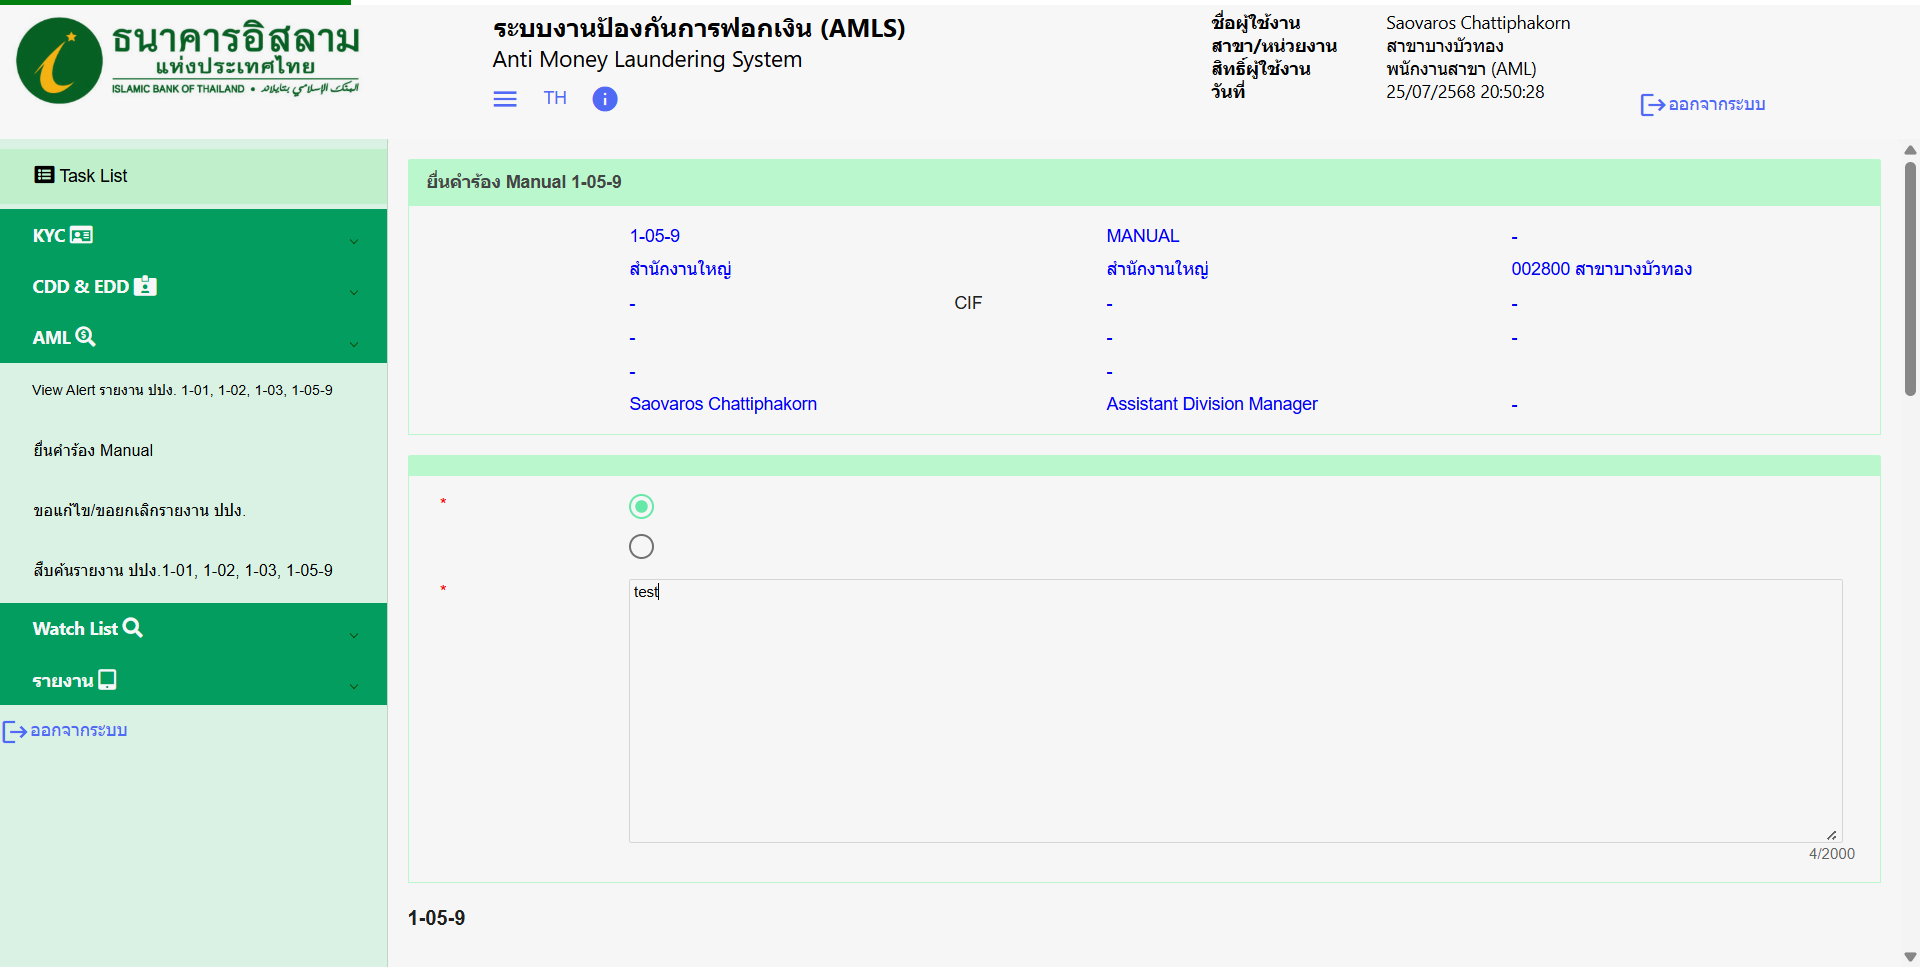 ธนาคารอิสลาม
แห่งประเทศไทย
ISLAMIC BANK OF THAILAND •
ระบบงานป้องกันการฟอกเงิน (AMLS)
Anti Money Laundering System
TH
ชื่อผู้ใช้งาน Saovaros Chattiphakorn
สาขา/หน่วยงาน สาขาบางบัวทอง
สิทธิ์ผู้ใช้งาน พนักงานสาขา (AML)
วันที่ 25/07/2568 20:50:28
ออกจากระบบ
Task List
KYC
CDD & EDD
AML
View Alert รายงาน ปปง. 1-01, 1-02, 1-03, 1-05-9
ยื่นคำร้อง Manual
ขอแก้ไข/ขอยกเลิกรายงาน ปปง.
สืบค้นรายงาน ปปง.1-01, 1-02, 1-03, 1-05-9
Watch List
รายงาน
ออกจากระบบ
ยื่นคำร้อง Manual 1-05-9
1-05-9 MANUAL -
สำนักงานใหญ่ สำนักงานใหญ่ 002800 สาขาบางบัวทอง
- CIF - -
- - -
- -
Saovaros Chattiphakorn Assistant Division Manager -
*
* test
4/2000
1-05-9